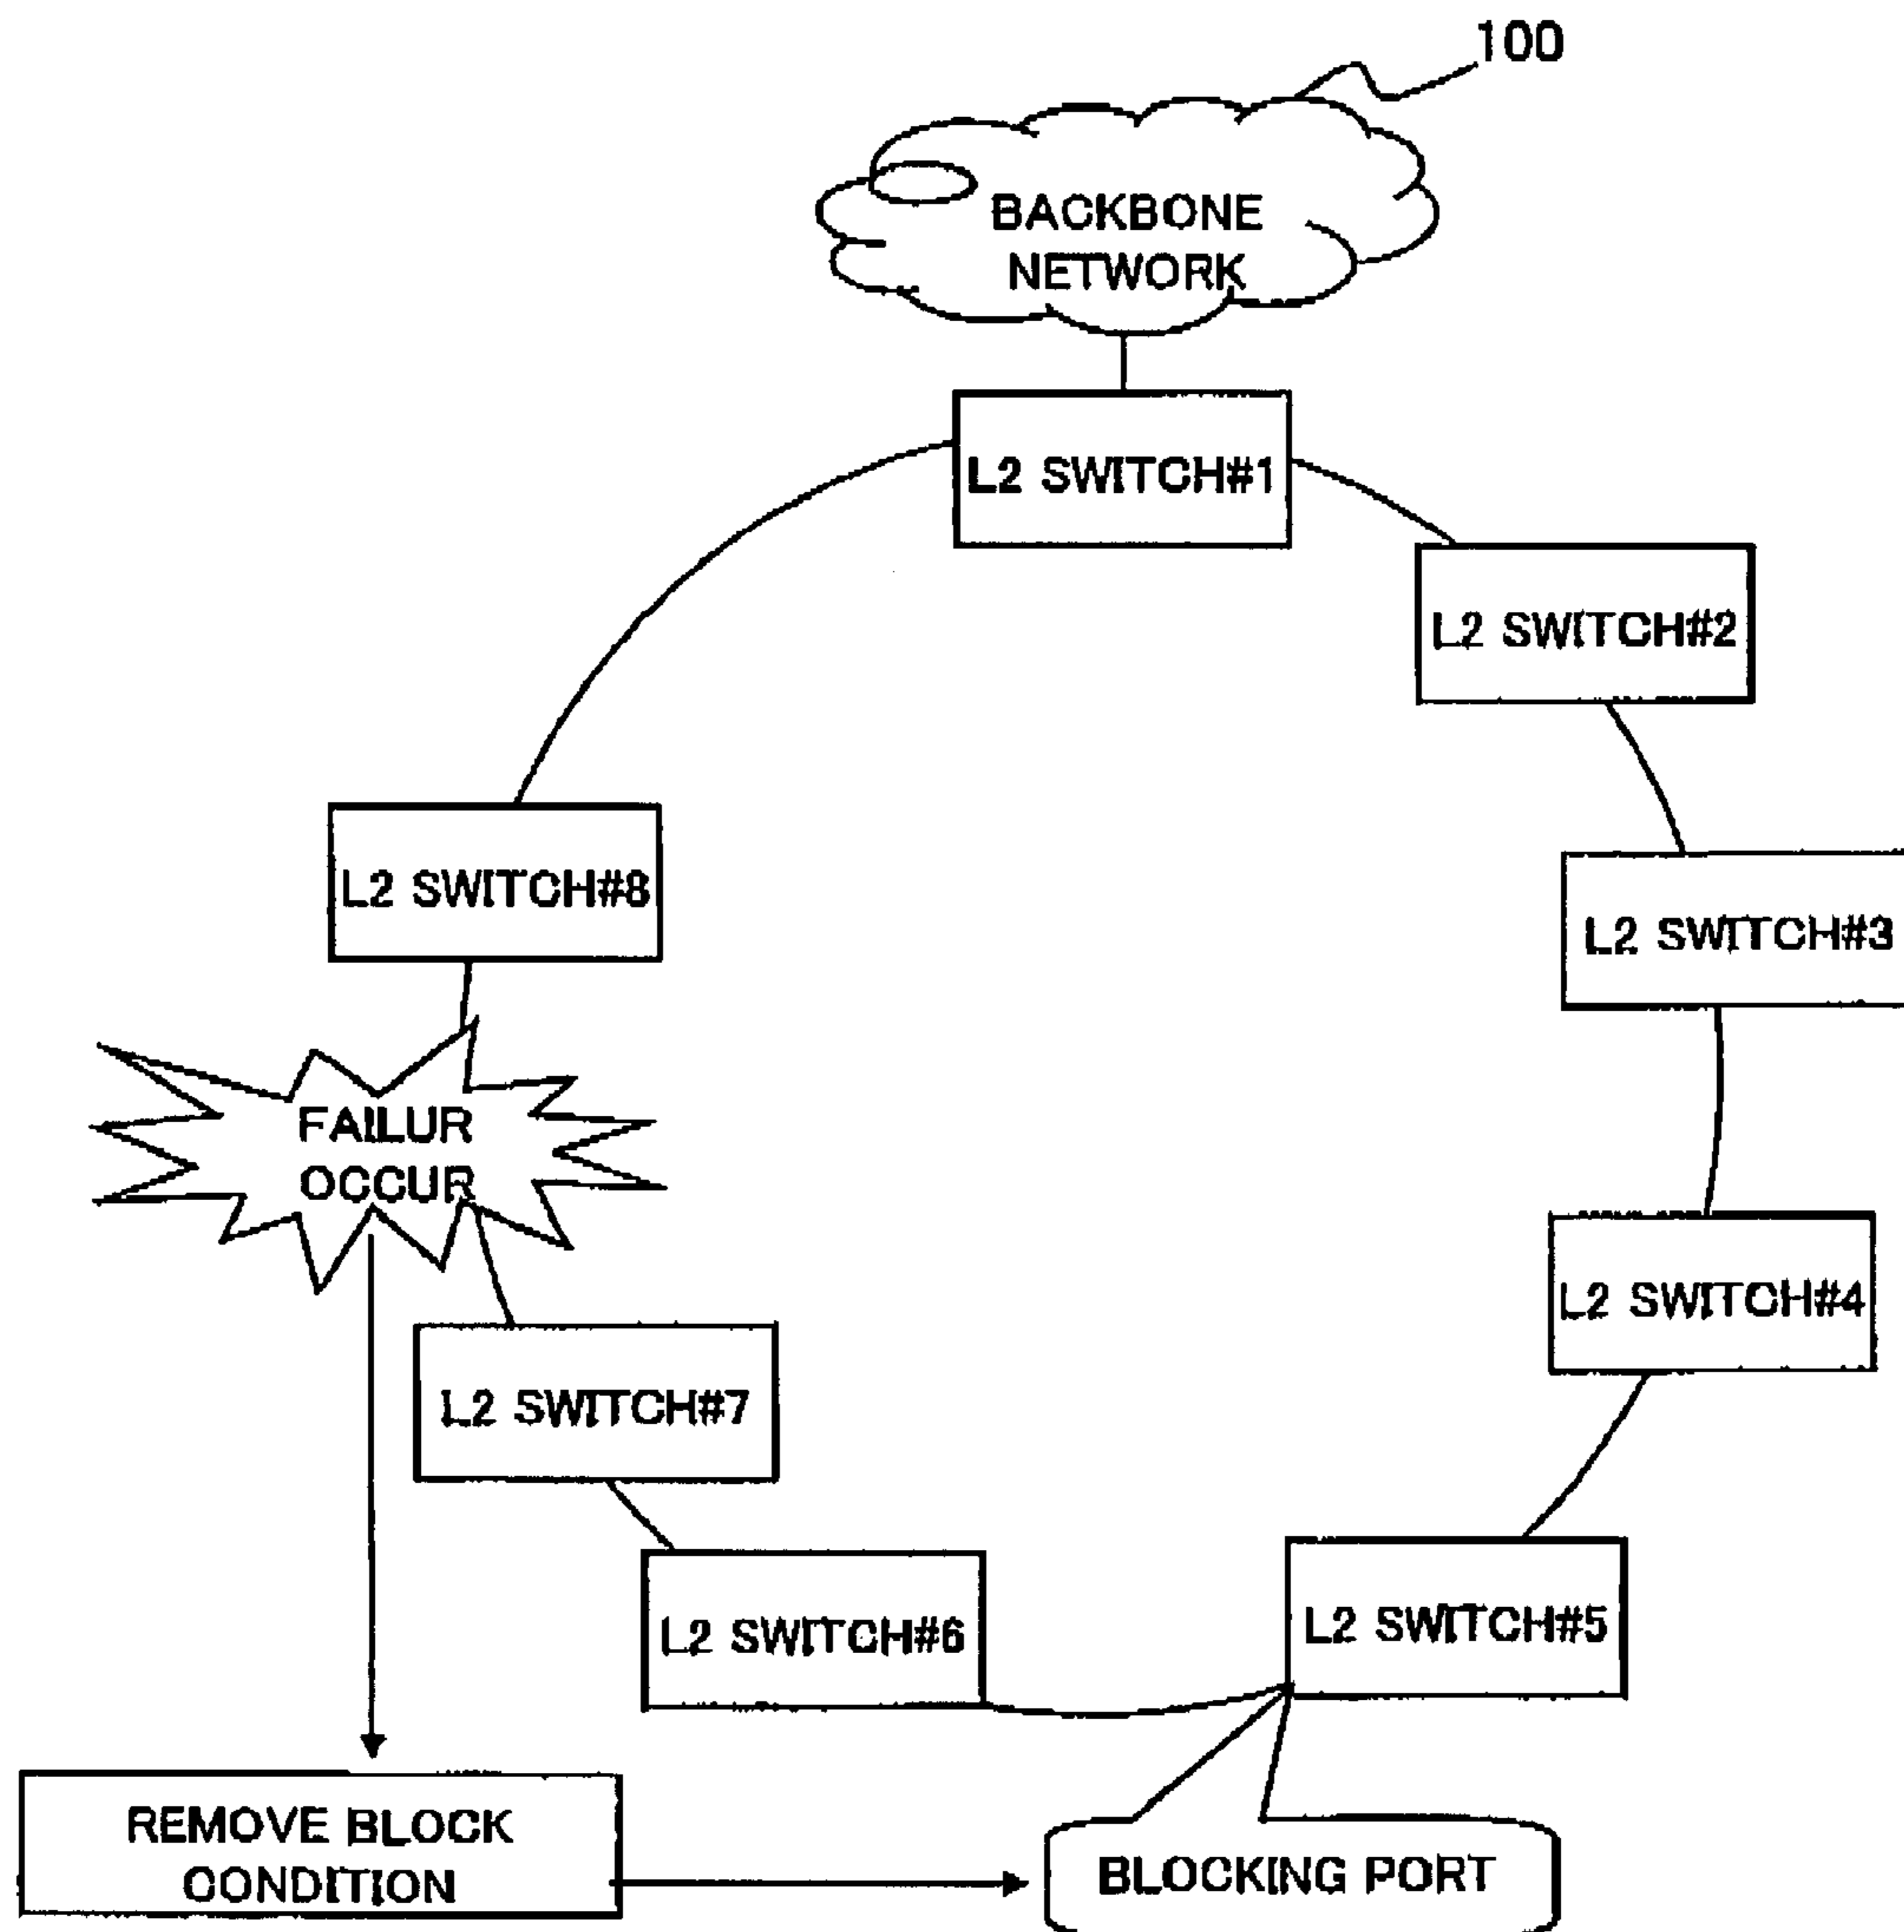 100
BACKBONE
NETWORK
L2 SWITCH#1
L2 SWITCH#2
L2 SWITCH#8
L2 SWITCH#3
FAILUR
OCCUR
L2 SWITCH#4
L2 SWITCH#7
L2 SWITCH#6
L2 SWITCH#5
REMOVE BLOCK
CONDITION
BLOCKING PORT